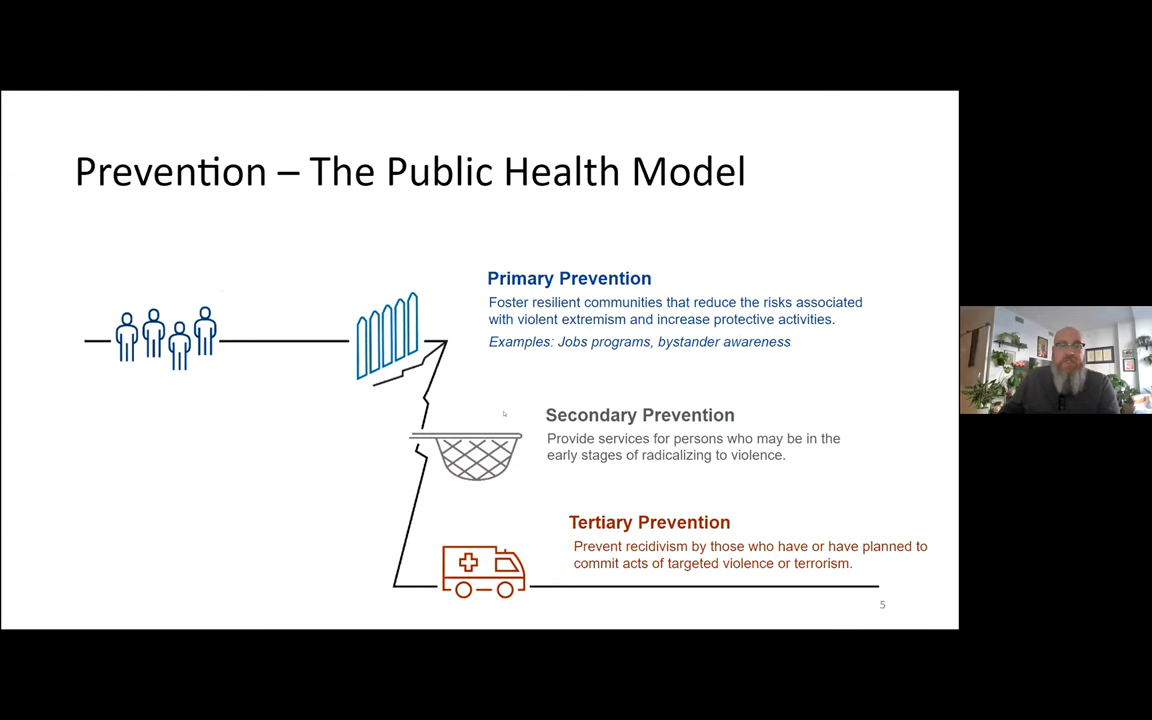 Prevention – The Public Health Model
Primary Prevention
Foster resilient communities that reduce the risks associated
with violent extremism and increase protective activities.
Examples: Jobs programs, bystander awareness
Secondary Prevention
Provide services for persons who may be in the
early stages of radicalizing to violence.
Tertiary Prevention
Prevent recidivism by those who have or have planned to
commit acts of targeted violence or terrorism.
5